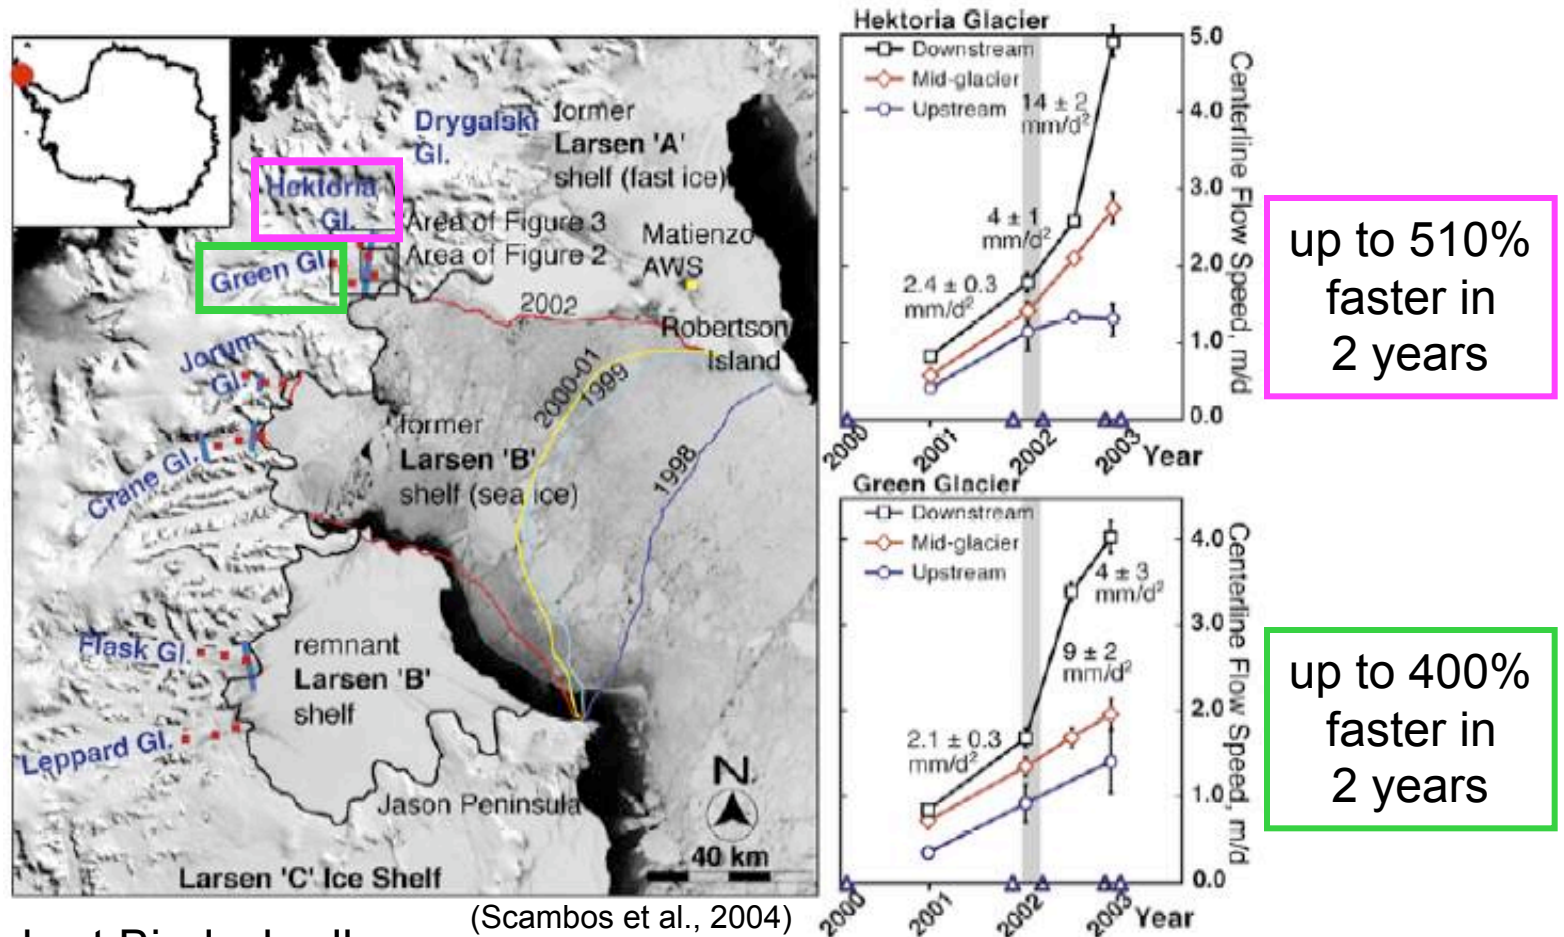 Drygalski
Gl.
former
Larsen 'A'
shelf (fast ice)
Hektoria
Gl.
Area of Figure 3
Area of Figure 2
Green Gl.
Matienzo
AWS
2002
Robertson
Island
Jorum
Gl.
2000-01
1999
1998
former
Larsen 'B'
shelf (sea ice)
Crane Gl.
Flask Gl.
remnant
Larsen 'B'
shelf
Leppard Gl.
Jason Peninsula
N
40 km
Larsen 'C' Ice Shelf
(Scambos et al., 2004)
Hektoria Glacier
Downstream
Mid-glacier
Upstream
14 ± 2
mm/d²
4 ± 1
mm/d²
2.4 ± 0.3
mm/d²
5.0
4.0
3.0
2.0
1.0
0.0
Centerline Flow Speed, m/d
2000
2001
2002
2003
Year
up to 510%
faster in
2 years
Green Glacier
Downstream
Mid-glacier
Upstream
4 ± 3
mm/d²
9 ± 2
mm/d²
2.1 ± 0.3
mm/d²
4.0
3.0
2.0
1.0
0.0
Centerline Flow Speed, m/d
2000
2001
2002
2003
Year
up to 400%
faster in
2 years